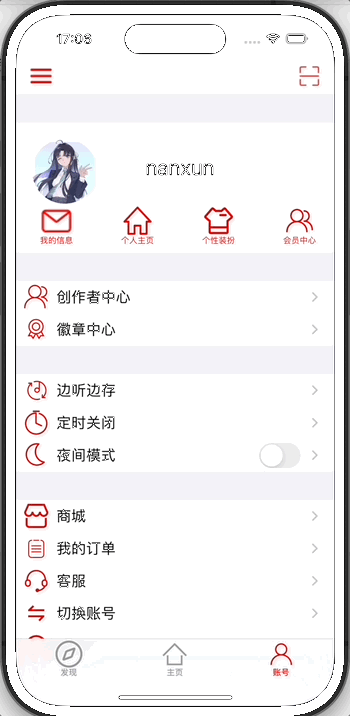 17:06
nanxun
我的信息 个人主页 个性装扮 会员中心
创作者中心
徽章中心
边听边存
定时关闭
夜间模式
商城
我的订单
客服
切换账号
发现 主页 账号